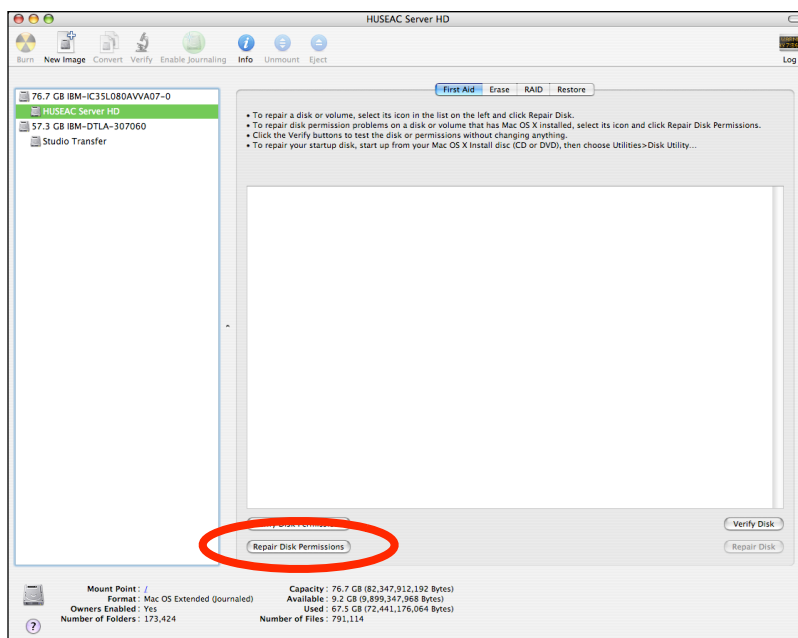 HUSEAC Server HD
Burn New Image Convert Verify Enable Journaling Info Unmount Eject Log
First Aid Erase RAID Restore
76.7 GB IBM-IC35L080AVVA07-0
HUSEAC Server HD
57.3 GB IBM-DTLA-307060
Studio Transfer
• To repair a disk or volume, select its icon in the list on the left and click Repair Disk.
• To repair disk permission problems on a disk or volume that has Mac OS X installed, select its icon and click Repair Disk Permissions.
• Click the Verify buttons to test the disk or permissions without changing anything.
• To repair your startup disk, start up from your Mac OS X Install disc (CD or DVD), then choose Utilities>Disk Utility...
Verify Disk
Repair Disk Permissions
Repair Disk
Mount Point : /
Format : Mac OS Extended (Journaled)
Owners Enabled : Yes
Number of Folders : 173,424
Capacity : 76.7 GB (82,347,912,192 Bytes)
Available : 9.2 GB (9,899,347,968 Bytes)
Used : 67.5 GB (72,441,176,064 Bytes)
Number of Files : 791,114
?